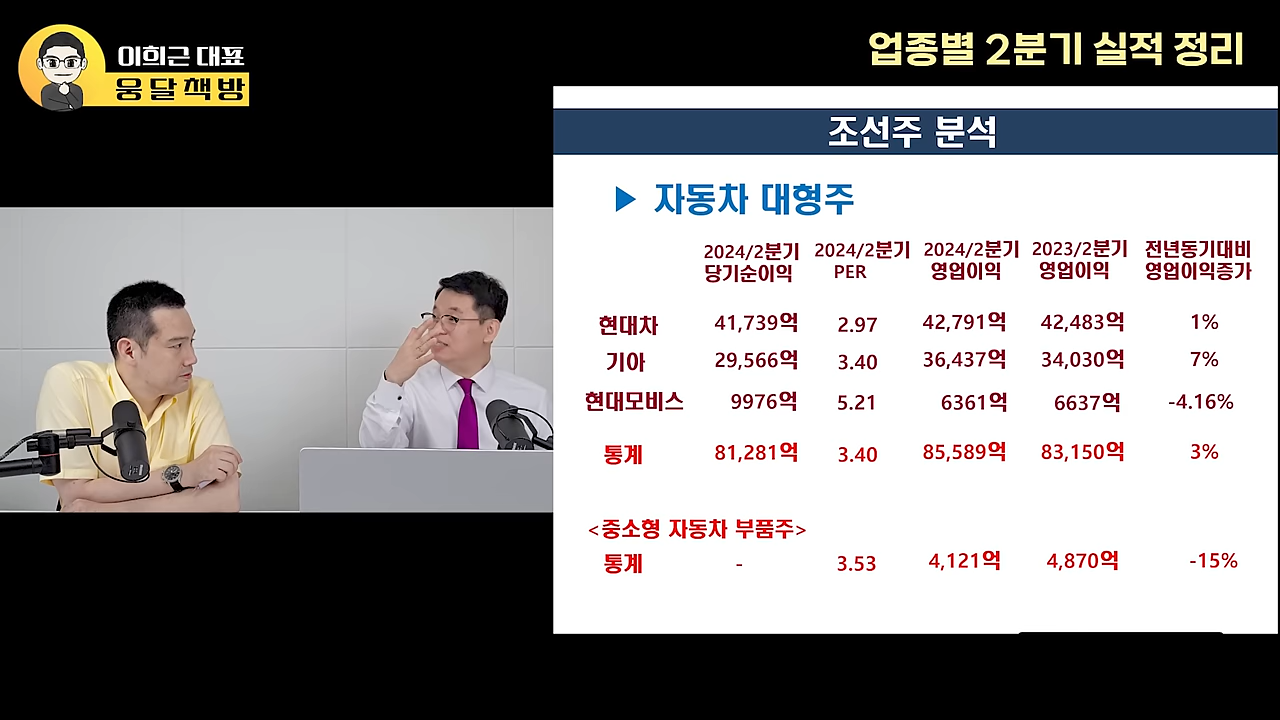 이희근 대표
웅달책방
업종별 2분기 실적 정리
조선주 분석
▶ 자동차 대형주
2024/2분기 당기순이익 2024/2분기 PER 2024/2분기 영업이익 2023/2분기 영업이익 전년동기대비 영업이익증가
현대차 41,739억 2.97 42,791억 42,483억 1%
기아 29,566억 3.40 36,437억 34,030억 7%
현대모비스 9976억 5.21 6361억 6637억 -4.16%
통계 81,281억 3.40 85,589억 83,150억 3%
<중소형 자동차 부품주>
통계 - 3.53 4,121억 4,870억 -15%